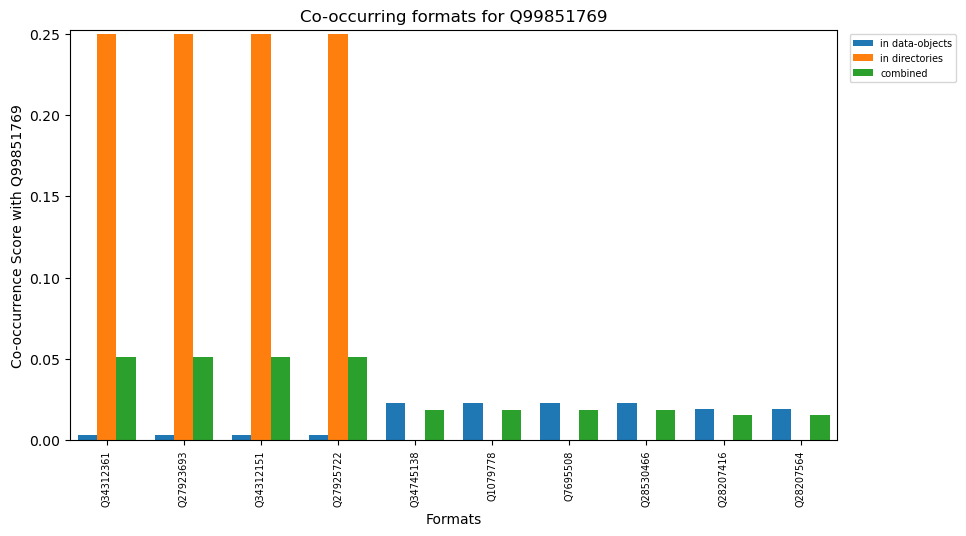 Co-occurring formats for Q99851769
Co-occurrence Score with Q99851769
0.25
0.20
0.15
0.10
0.05
0.00
in data-objects
in directories
combined
Q34312361
Q27923693
Q34312151
Q27925722
Q34745138
Q1079778
Q7695508
Q28530466
Q28207416
Q28207564
Formats